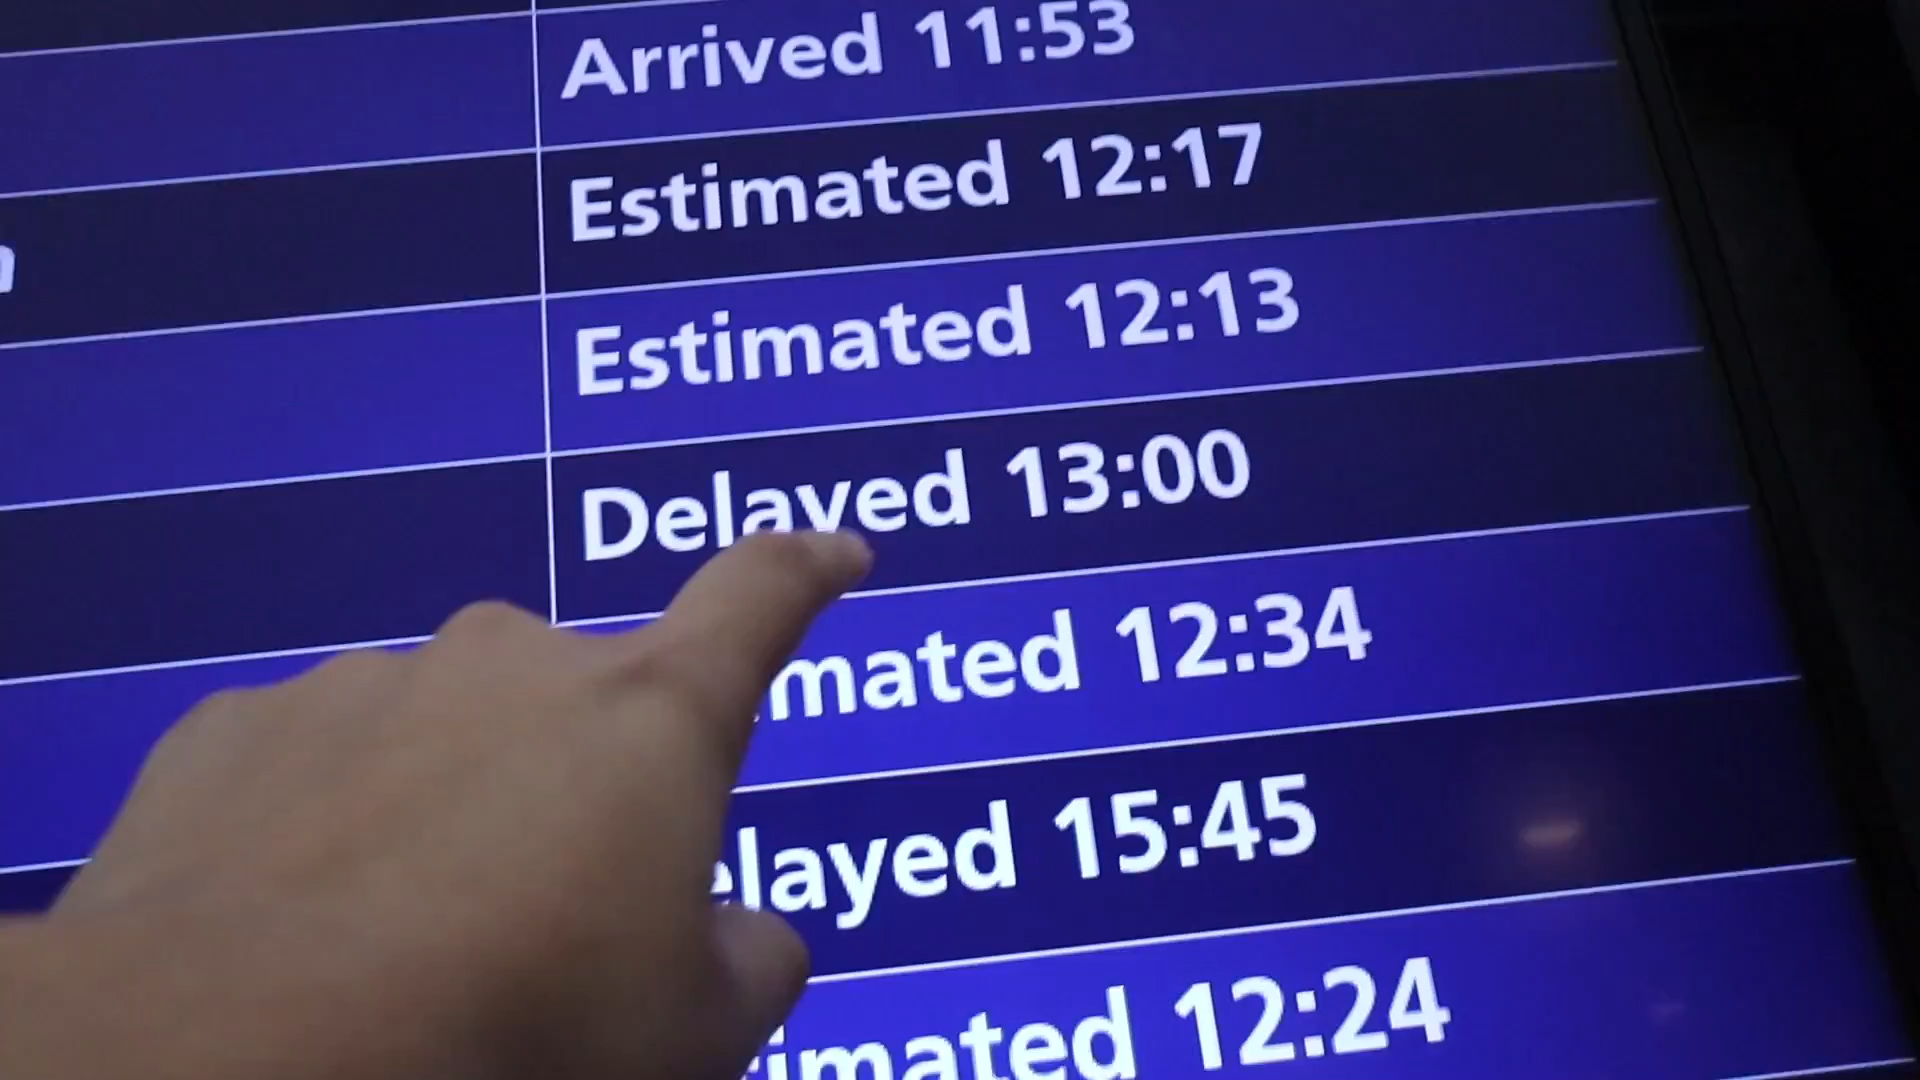 Arrived 11:53
Estimated 12:17
Estimated 12:13
Delayed 13:00
mated 12:34
elayed 15:45
imated 12:24